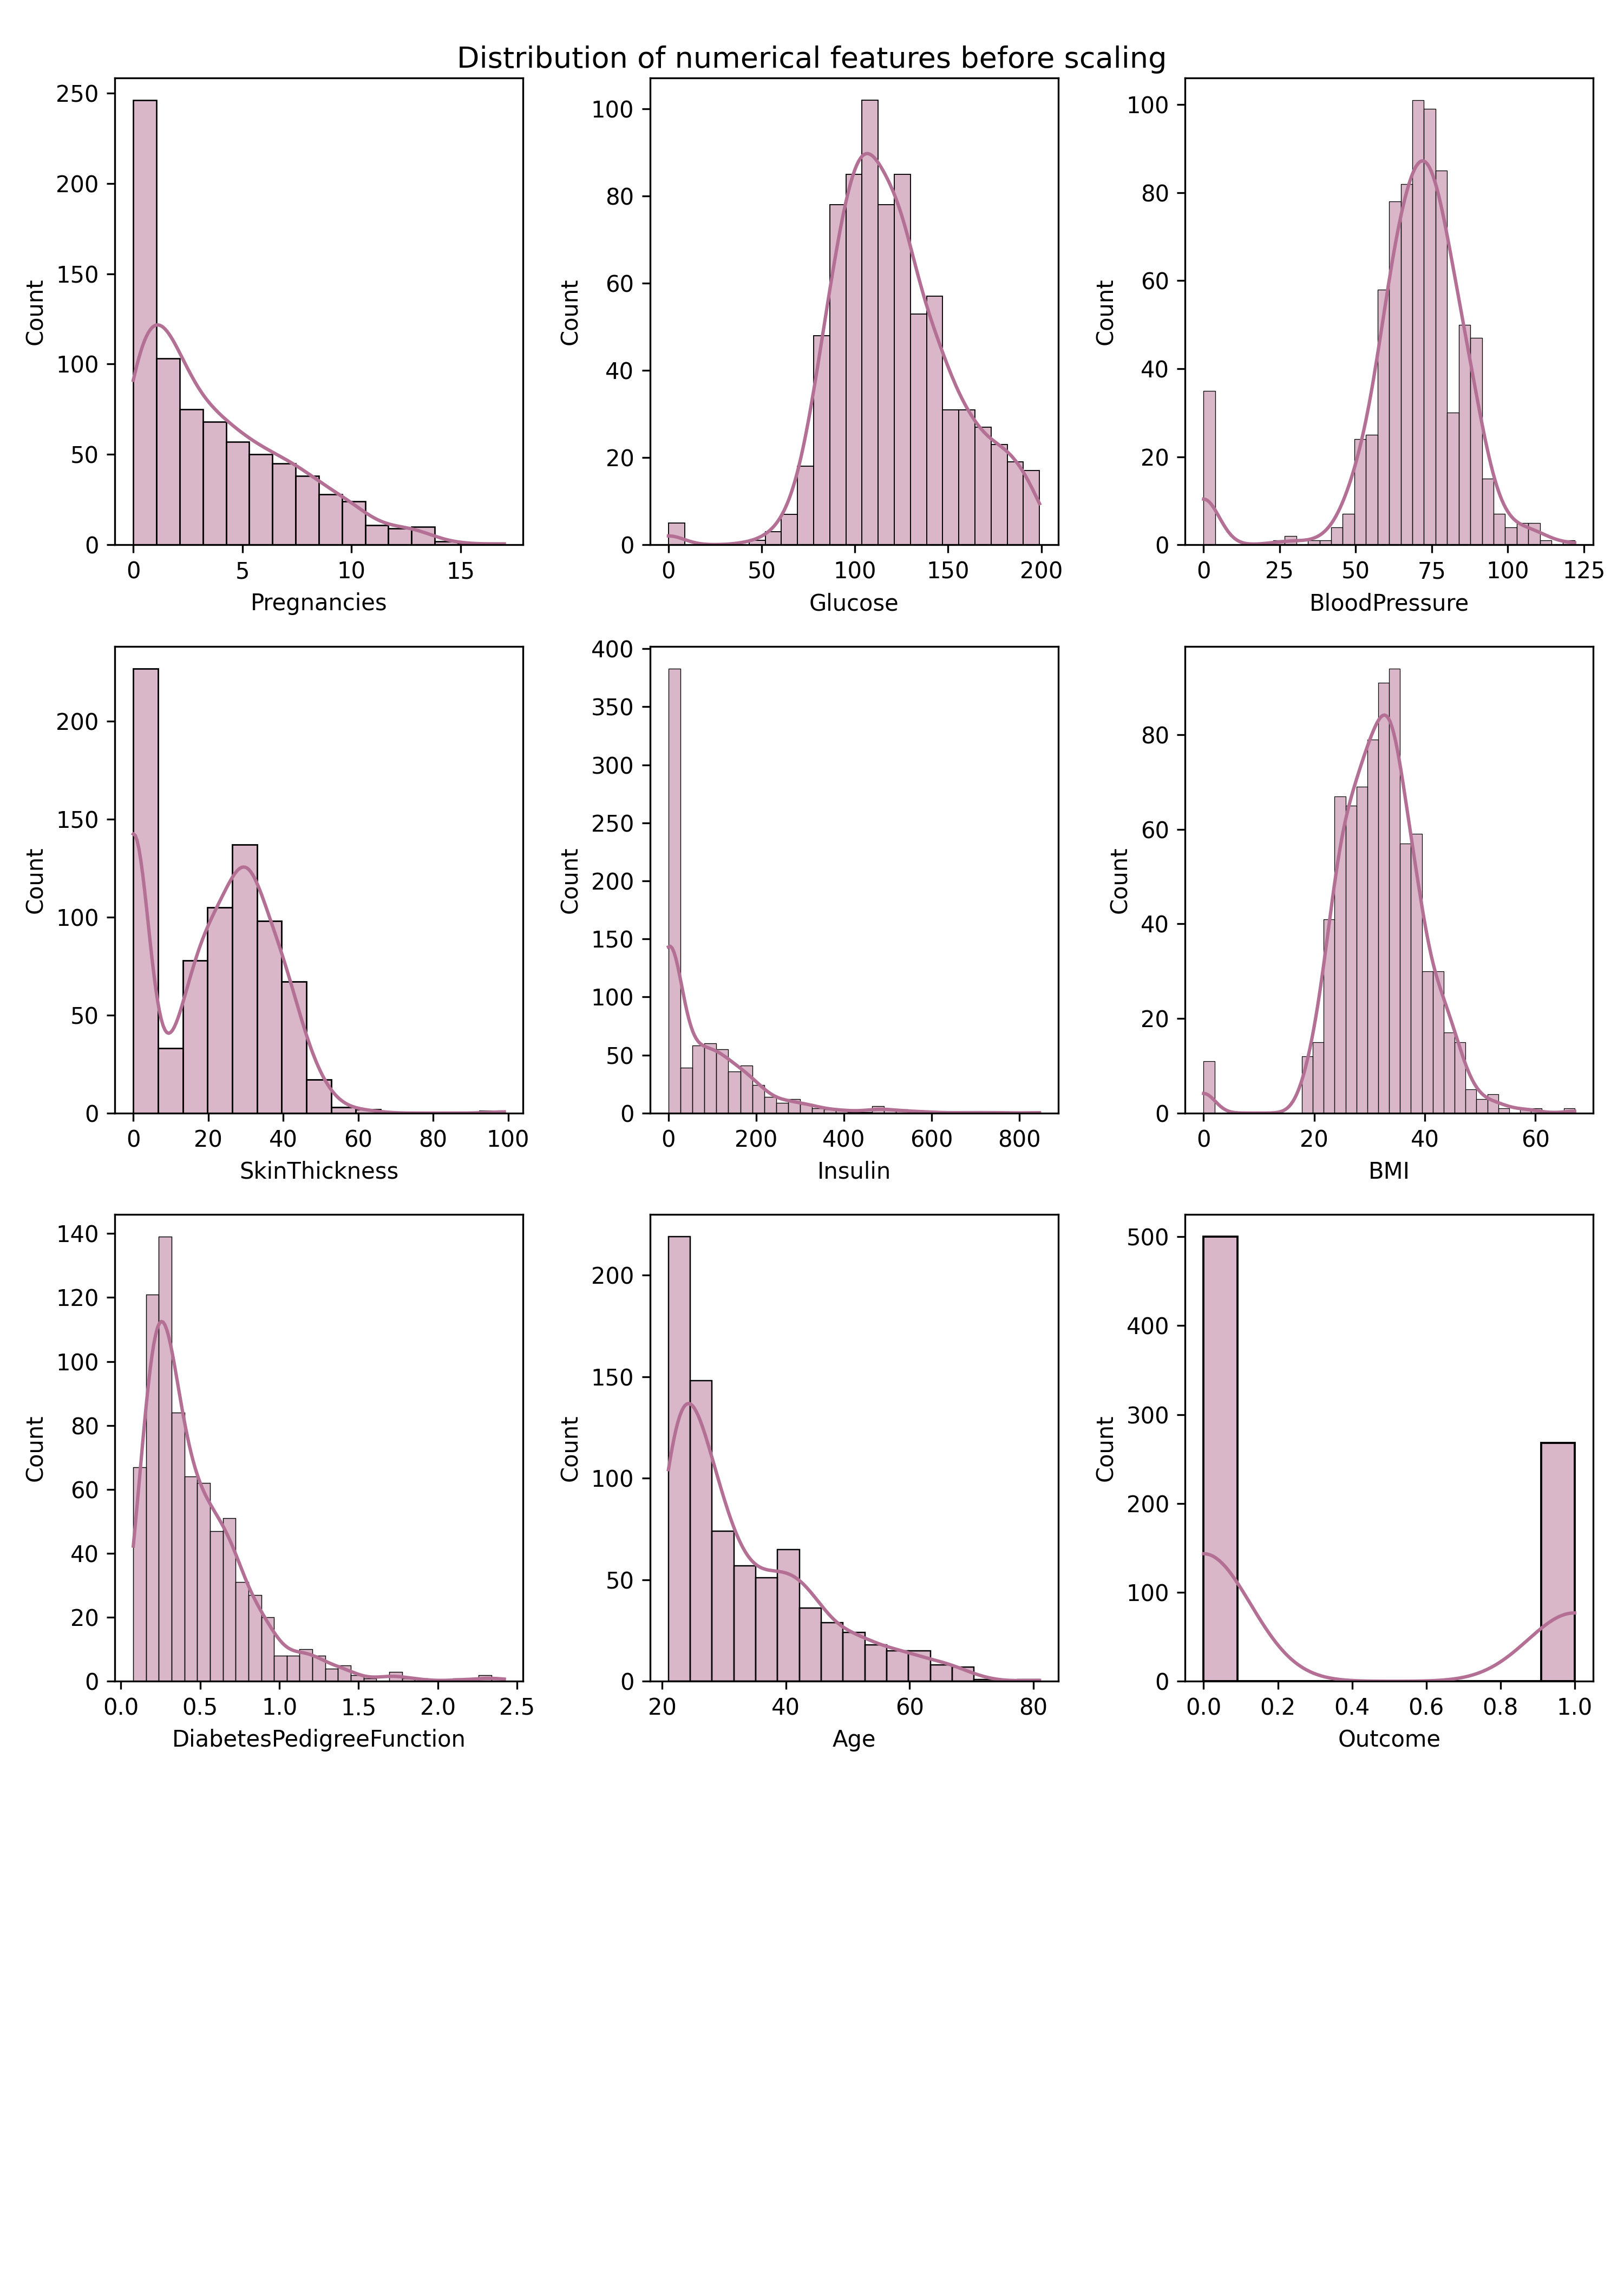 Distribution of numerical features before scaling
250
200
150
100
50
0
Count
0 5 10 15
Pregnancies
100
80
60
40
20
0
Count
0 50 100 150 200
Glucose
100
80
60
40
20
0
Count
0 25 50 75 100 125
BloodPressure
200
150
100
50
0
Count
0 20 40 60 80 100
SkinThickness
400
350
300
250
200
150
100
50
0
Count
0 200 400 600 800
Insulin
80
60
40
20
0
Count
0 20 40 60
BMI
140
120
100
80
60
40
20
0
Count
0.0 0.5 1.0 1.5 2.0 2.5
DiabetesPedigreeFunction
200
150
100
50
0
Count
20 40 60 80
Age
500
400
300
200
100
0
Count
0.0 0.2 0.4 0.6 0.8 1.0
Outcome